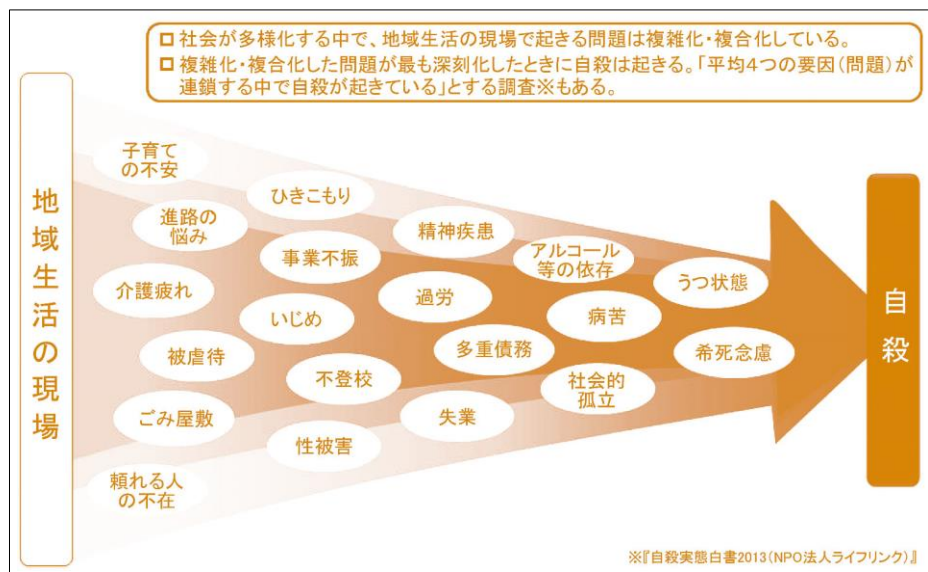 □ 社会が多様化する中で、地域生活の現場で起きる問題は複雑化・複合化している。
□ 複雑化・複合化した問題が最も深刻化したときに自殺は起きる。「平均4つの要因(問題)が
連鎖する中で自殺が起きている」とする調査※もある。
地域生活の現場
子育て
の不安
進路の
悩み
介護疲れ
被虐待
ごみ屋敷
頼れる人
の不在
ひきこもり
事業不振
いじめ
不登校
性被害
精神疾患
過労
多重債務
失業
アルコール
等の依存
病苦
社会的
孤立
うつ状態
希死念慮
自殺
※『自殺実態白書2013(NPO法人ライフリンク)』